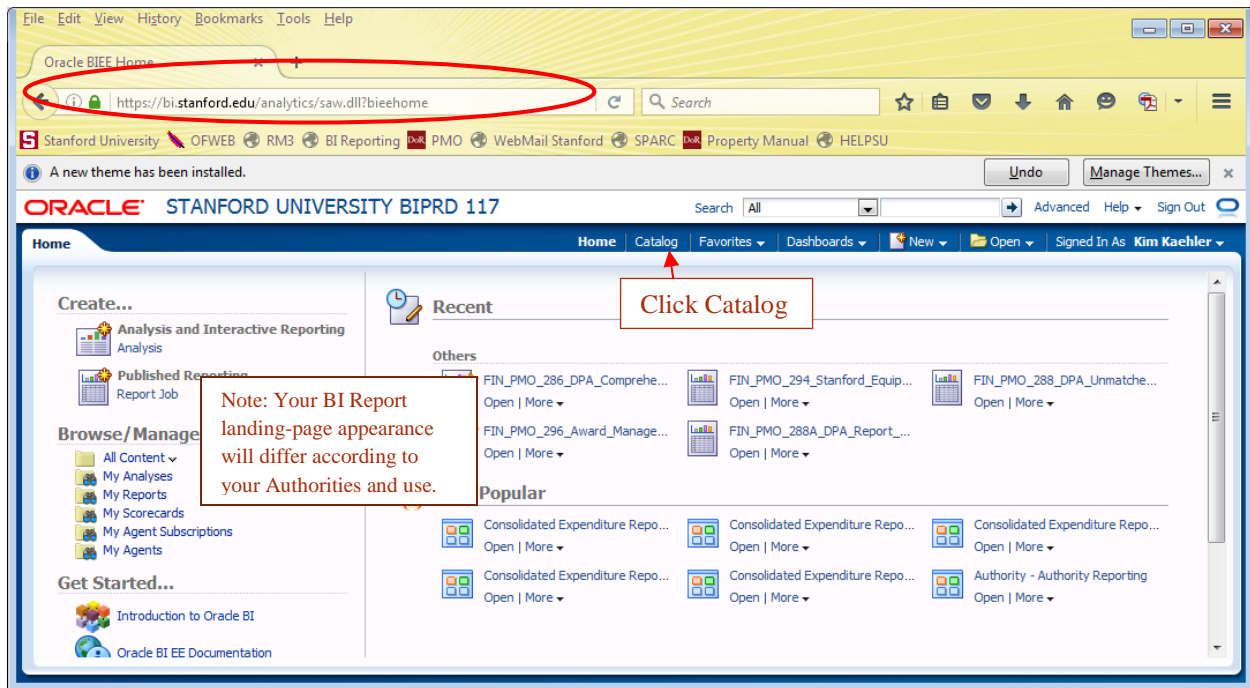 File Edit View History Bookmarks Tools Help
Oracle BIEE Home × +
https://bi.stanford.edu/analytics/saw.dll?bieehome Search
S Stanford University OFWEB RM3 BI Reporting DoR PMO WebMail Stanford SPARC DoR Property Manual HELPSU
A new theme has been installed. Undo Manage Themes... ×
ORACLE STANFORD UNIVERSITY BIPRD 117 Search All Advanced Help Sign Out
Home Home Catalog Favorites Dashboards New Open Signed In As Kim Kaehler
Click Catalog
Create...
Analysis and Interactive Reporting
Analysis
Published Reporting
Report Job
Note: Your BI Report
landing-page appearance
will differ according to
your Authorities and use.
Browse/Manage
All Content
My Analyses
My Reports
My Scorecards
My Agent Subscriptions
My Agents
Get Started...
Introduction to Oracle BI
Oracle BI EE Documentation
Recent
Others
FIN_PMO_286_DPA_Comprehe... FIN_PMO_294_Stanford_Equip... FIN_PMO_288_DPA_Unmatche...
Open | More Open | More Open | More
FIN_PMO_296_Award_Manage... FIN_PMO_288A_DPA_Report_...
Open | More Open | More
Popular
Consolidated Expenditure Repo... Consolidated Expenditure Repo... Consolidated Expenditure Repo...
Open | More Open | More Open | More
Consolidated Expenditure Repo... Consolidated Expenditure Repo... Authority - Authority Reporting
Open | More Open | More Open | More